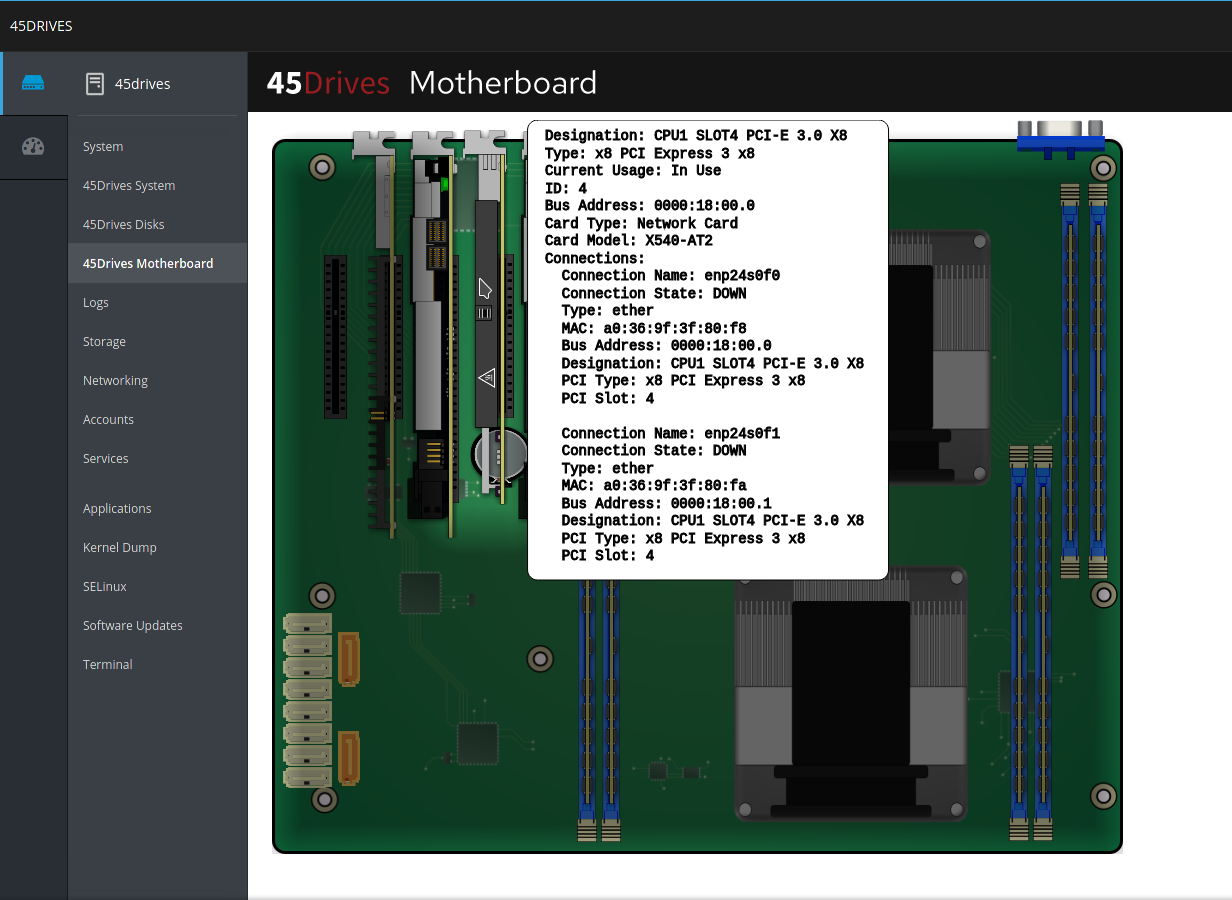 45DRIVES
45drives
System
45Drives System
45Drives Disks
45Drives Motherboard
Logs
Storage
Networking
Accounts
Services
Applications
Kernel Dump
SELinux
Software Updates
Terminal
45Drives Motherboard
Designation: CPU1 SLOT4 PCI-E 3.0 X8
Type: x8 PCI Express 3 x8
Current Usage: In Use
ID: 4
Bus Address: 0000:18:00.0
Card Type: Network Card
Card Model: X540-AT2
Connections:
Connection Name: enp24s0f0
Connection State: DOWN
Type: ether
MAC: a0:36:9f:3f:80:f8
Bus Address: 0000:18:00.0
Designation: CPU1 SLOT4 PCI-E 3.0 X8
PCI Type: x8 PCI Express 3 x8
PCI Slot: 4
Connection Name: enp24s0f1
Connection State: DOWN
Type: ether
MAC: a0:36:9f:3f:80:fa
Bus Address: 0000:18:00.1
Designation: CPU1 SLOT4 PCI-E 3.0 X8
PCI Type: x8 PCI Express 3 x8
PCI Slot: 4